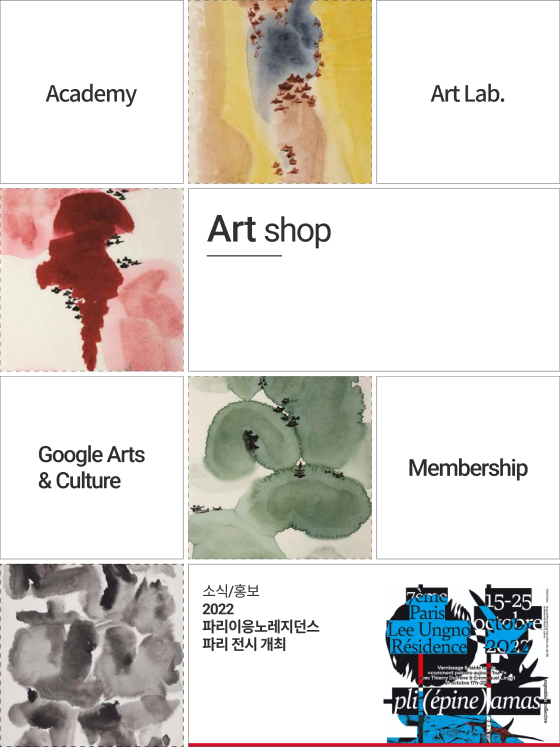 Academy
Art Lab.
Art shop
Google Arts
& Culture
Membership
소식/홍보
2022
파리이응노레지던스
파리 전시 개최
7ème
Paris
Lee Ungno
Résidence
15-25
octobre
2022
pli(épine)amas